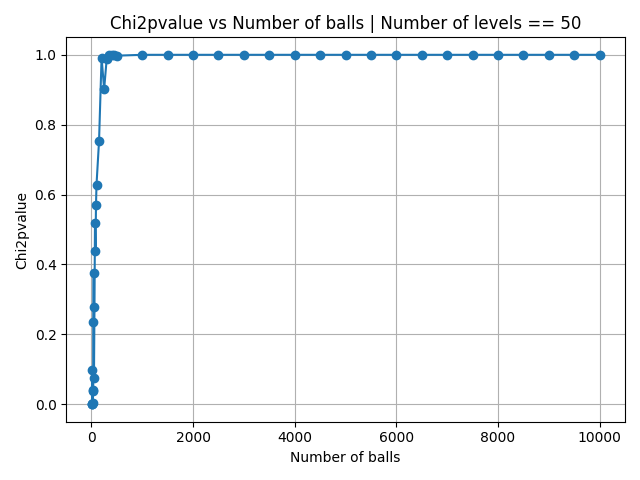 Chi2pvalue vs Number of balls | Number of levels == 50
1.0
0.8
0.6
0.4
0.2
0.0
Chi2pvalue
0 2000 4000 6000 8000 10000
Number of balls